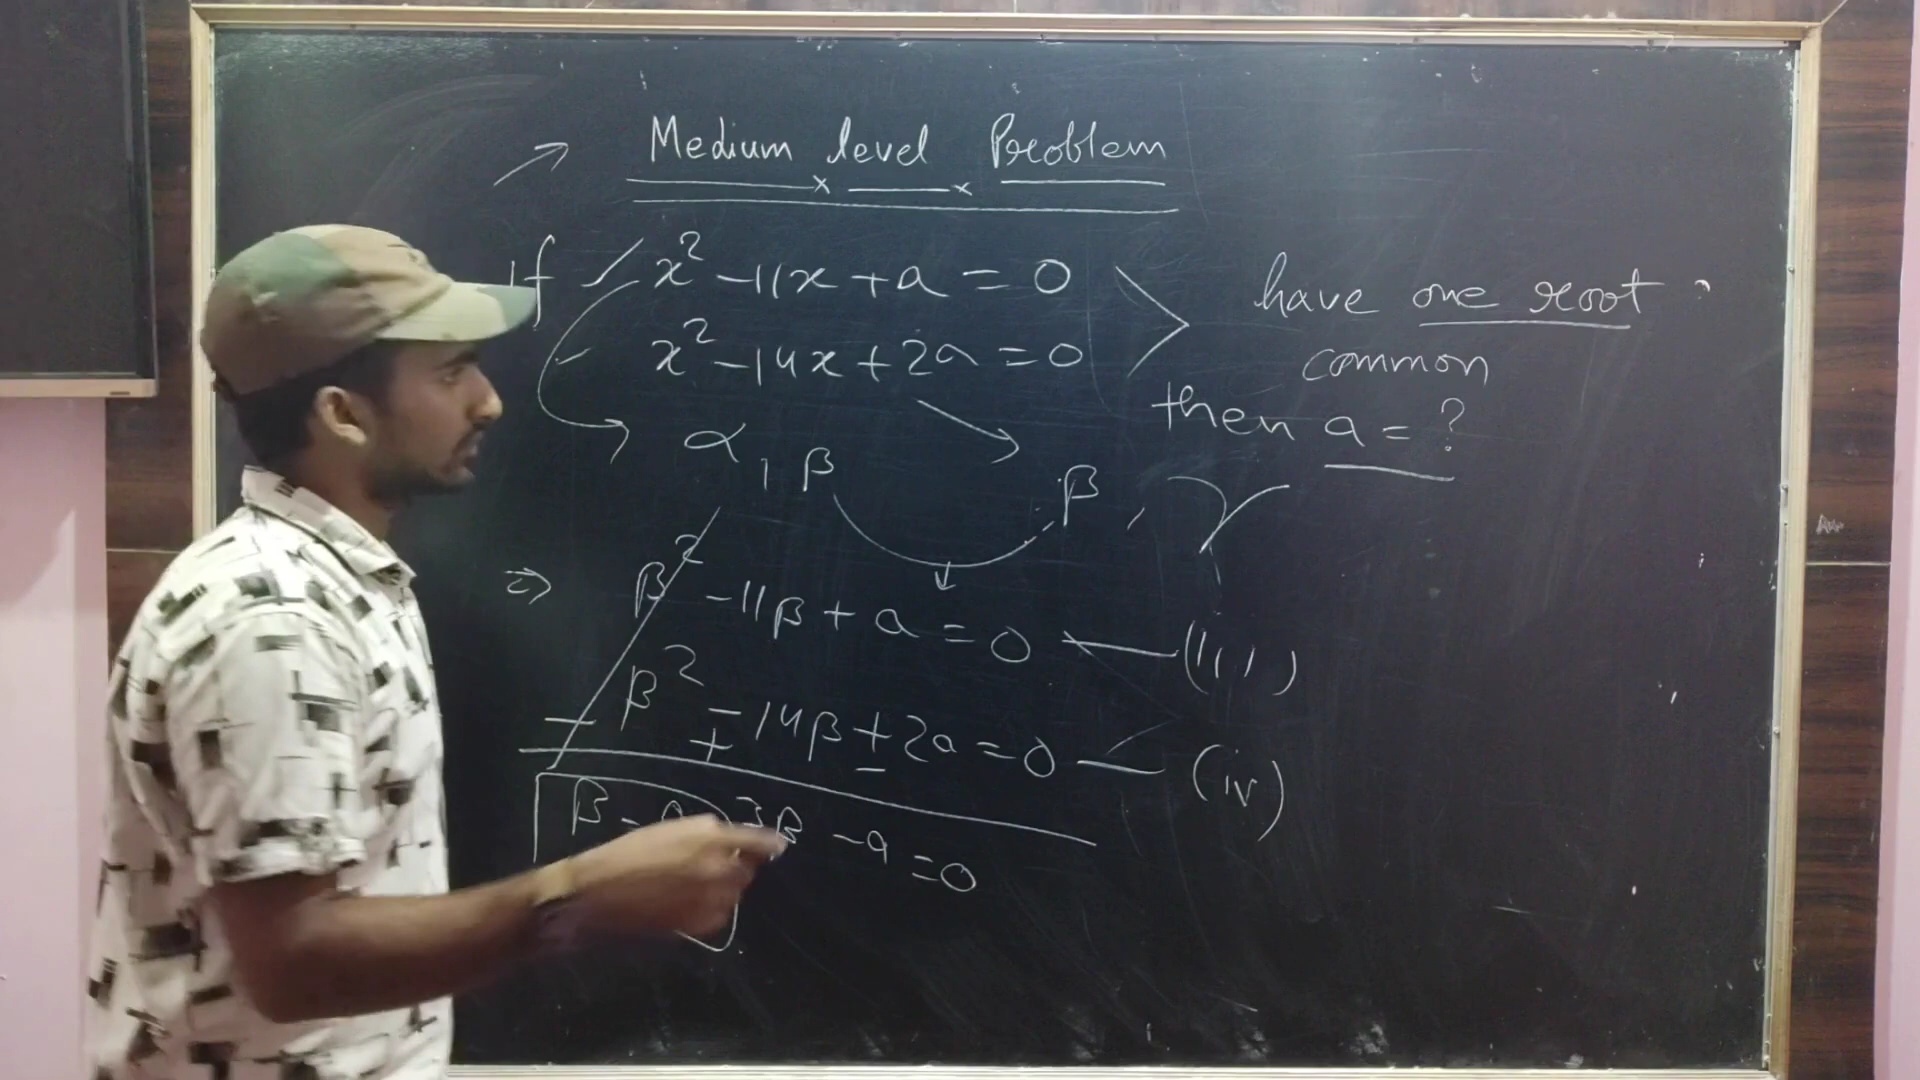 Medium level Problem
If x² - 11x + a = 0
x² - 14x + 2a = 0
have one root
common
then a = ?
α, β
β, γ
⇒ β² - 11β + a = 0 — (iii)
β² - 14β + 2a = 0 — (iv)
- + -
3β - a = 0
β =